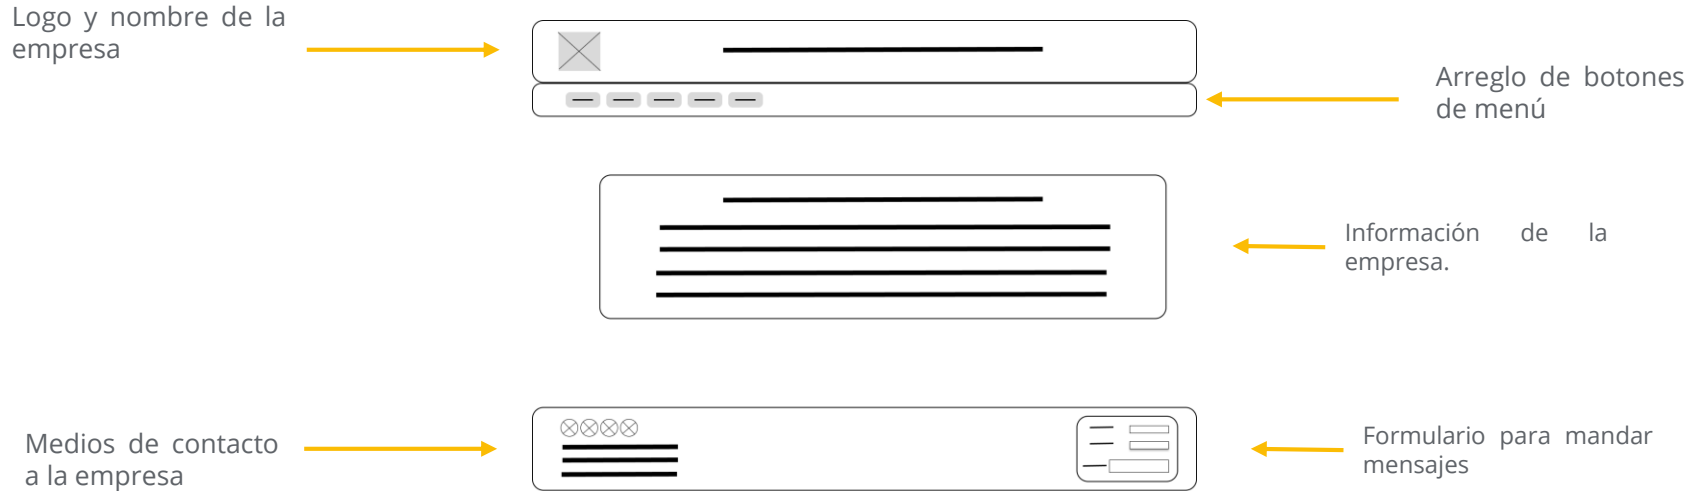 Logo y nombre de la
empresa
Arreglo de botones
de menú
Información de la
empresa.
Medios de contacto
a la empresa
Formulario para mandar
mensajes